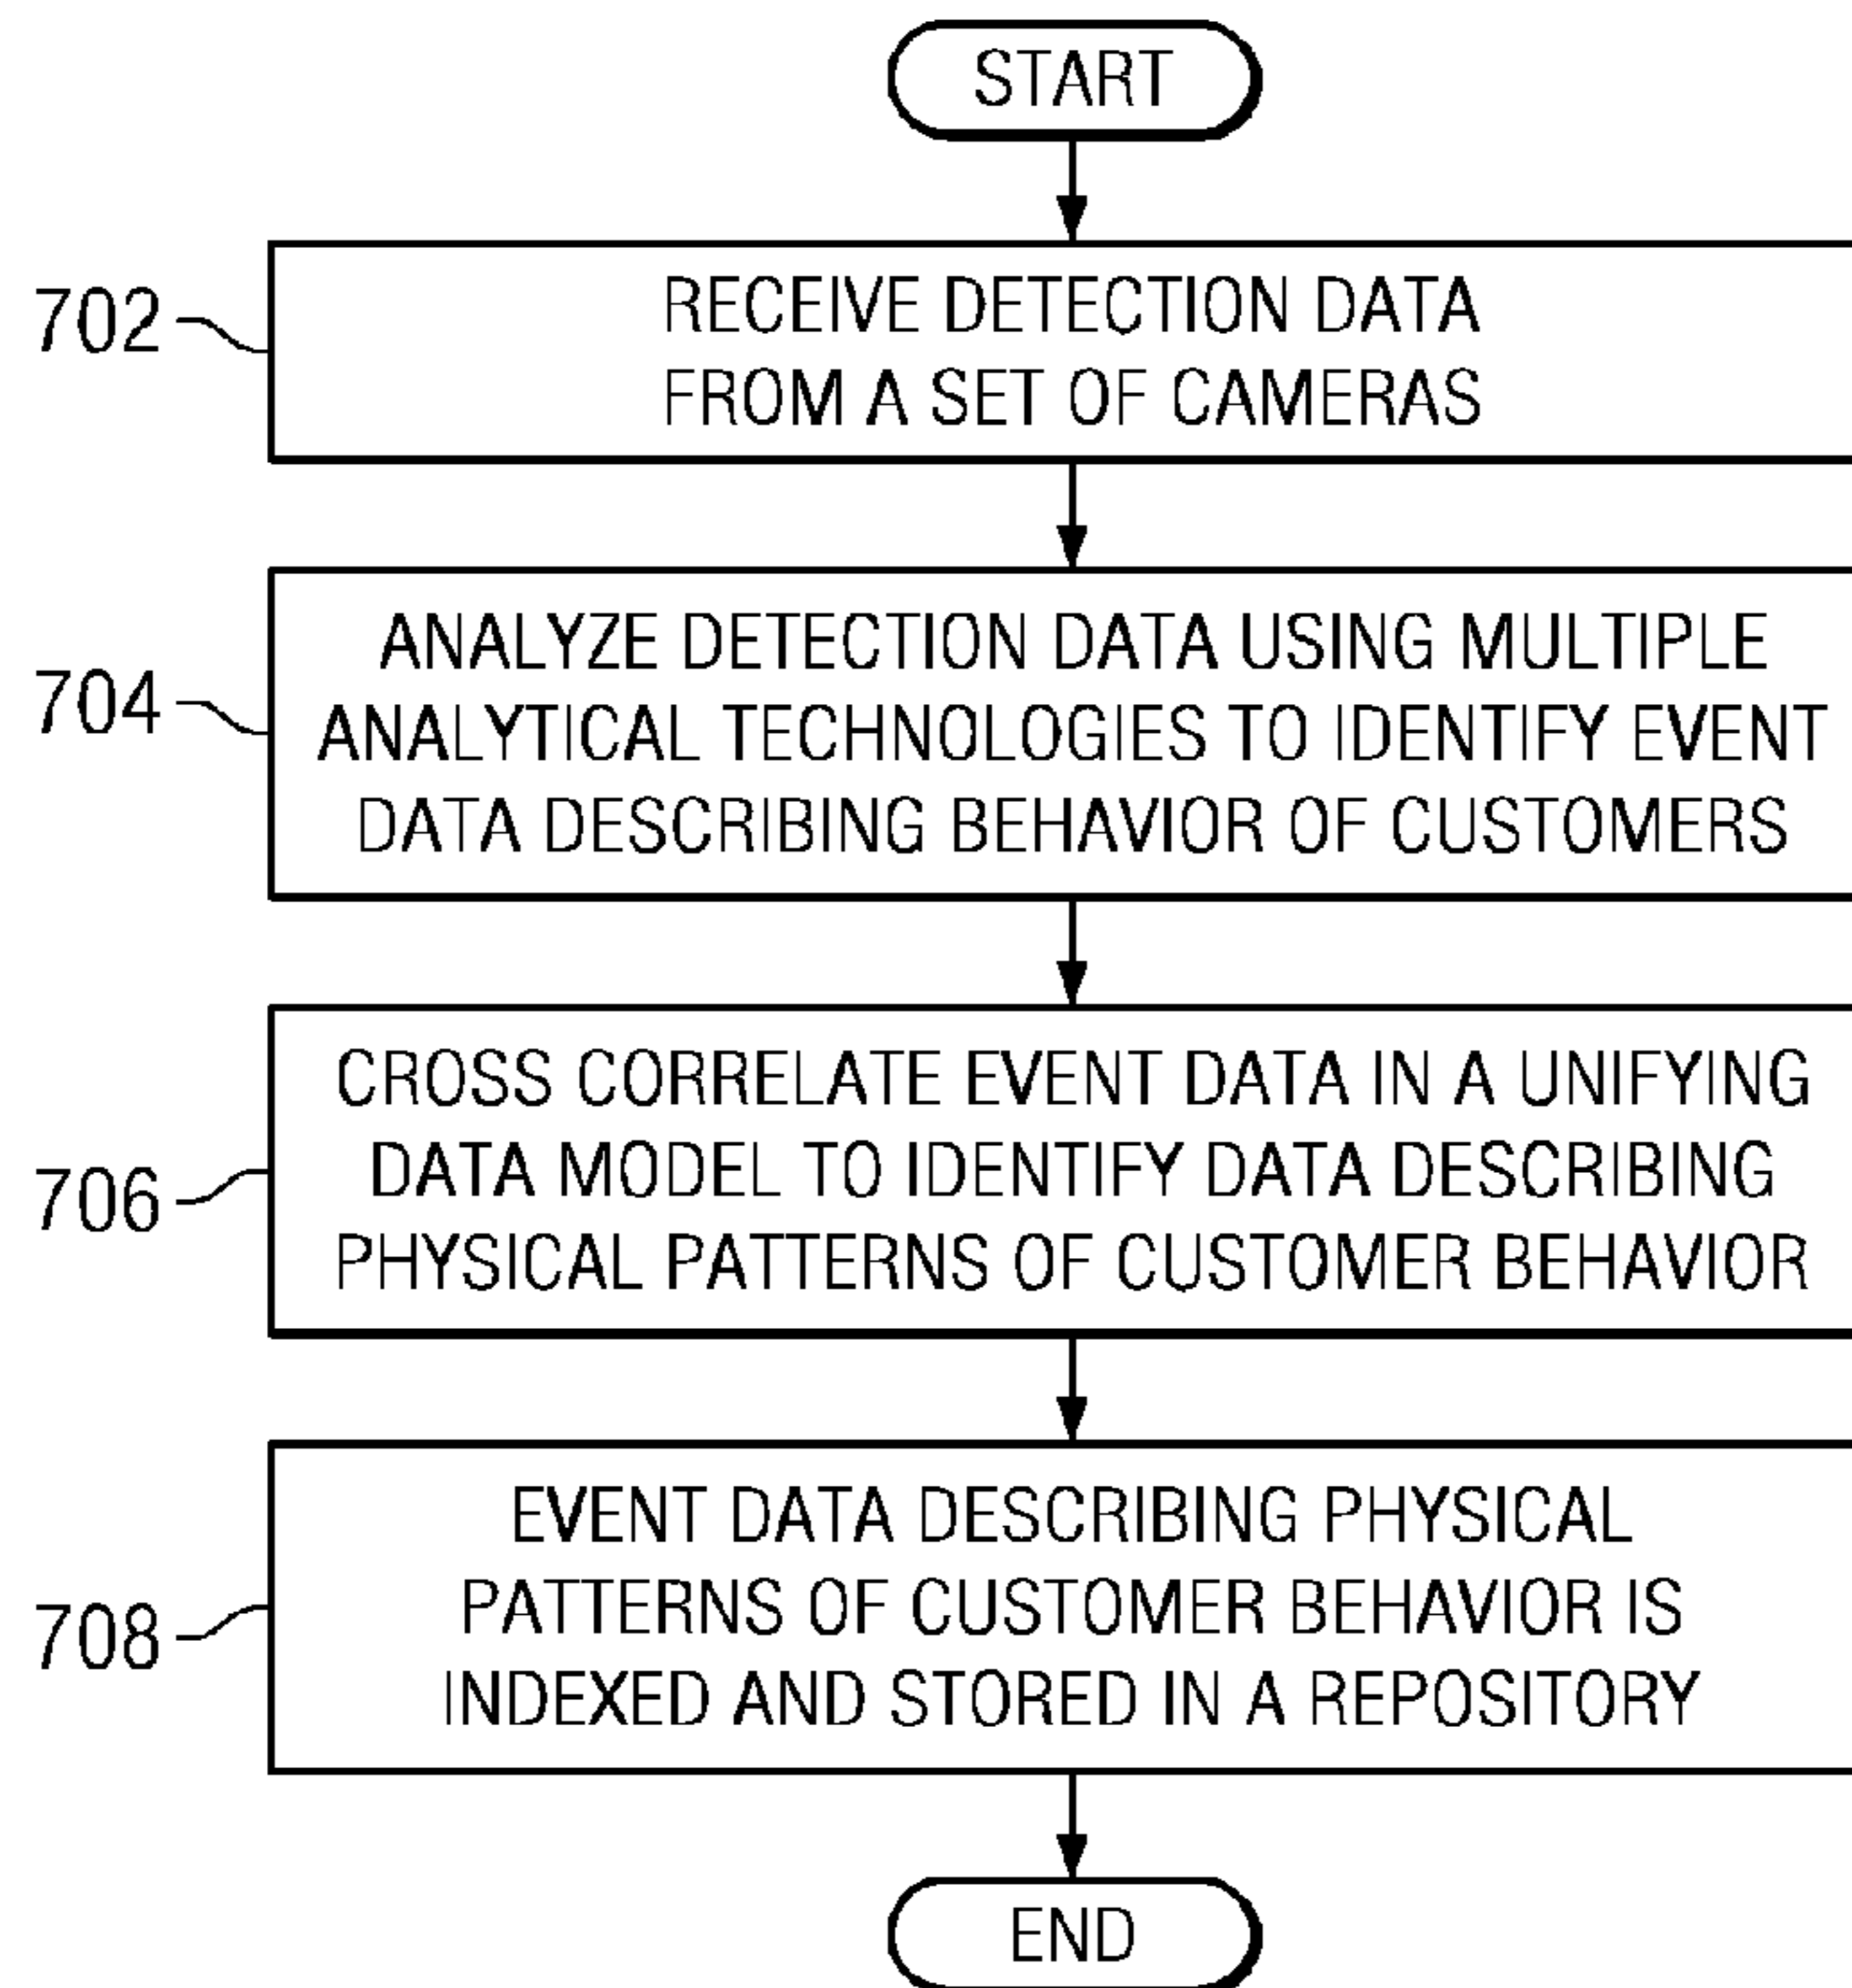 START
702
RECEIVE DETECTION DATA
FROM A SET OF CAMERAS
704
ANALYZE DETECTION DATA USING MULTIPLE
ANALYTICAL TECHNOLOGIES TO IDENTIFY EVENT
DATA DESCRIBING BEHAVIOR OF CUSTOMERS
706
CROSS CORRELATE EVENT DATA IN A UNIFYING
DATA MODEL TO IDENTIFY DATA DESCRIBING
PHYSICAL PATTERNS OF CUSTOMER BEHAVIOR
708
EVENT DATA DESCRIBING PHYSICAL
PATTERNS OF CUSTOMER BEHAVIOR IS
INDEXED AND STORED IN A REPOSITORY
END